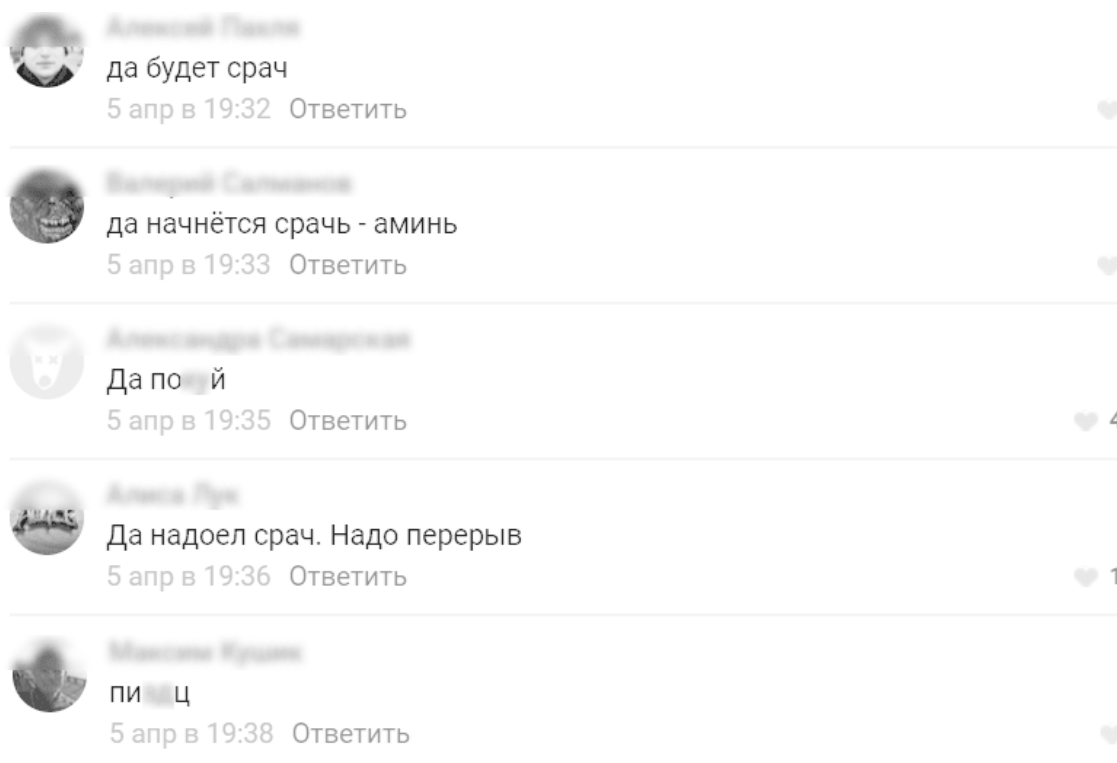 да будет срач
5 апр в 19:32 Ответить
да начнётся срачь - аминь
5 апр в 19:33 Ответить
Да
5 апр в 19:35 Ответить
4
Да надоел срач. Надо перерыв
5 апр в 19:36 Ответить
1
5 апр в 19:38 Ответить